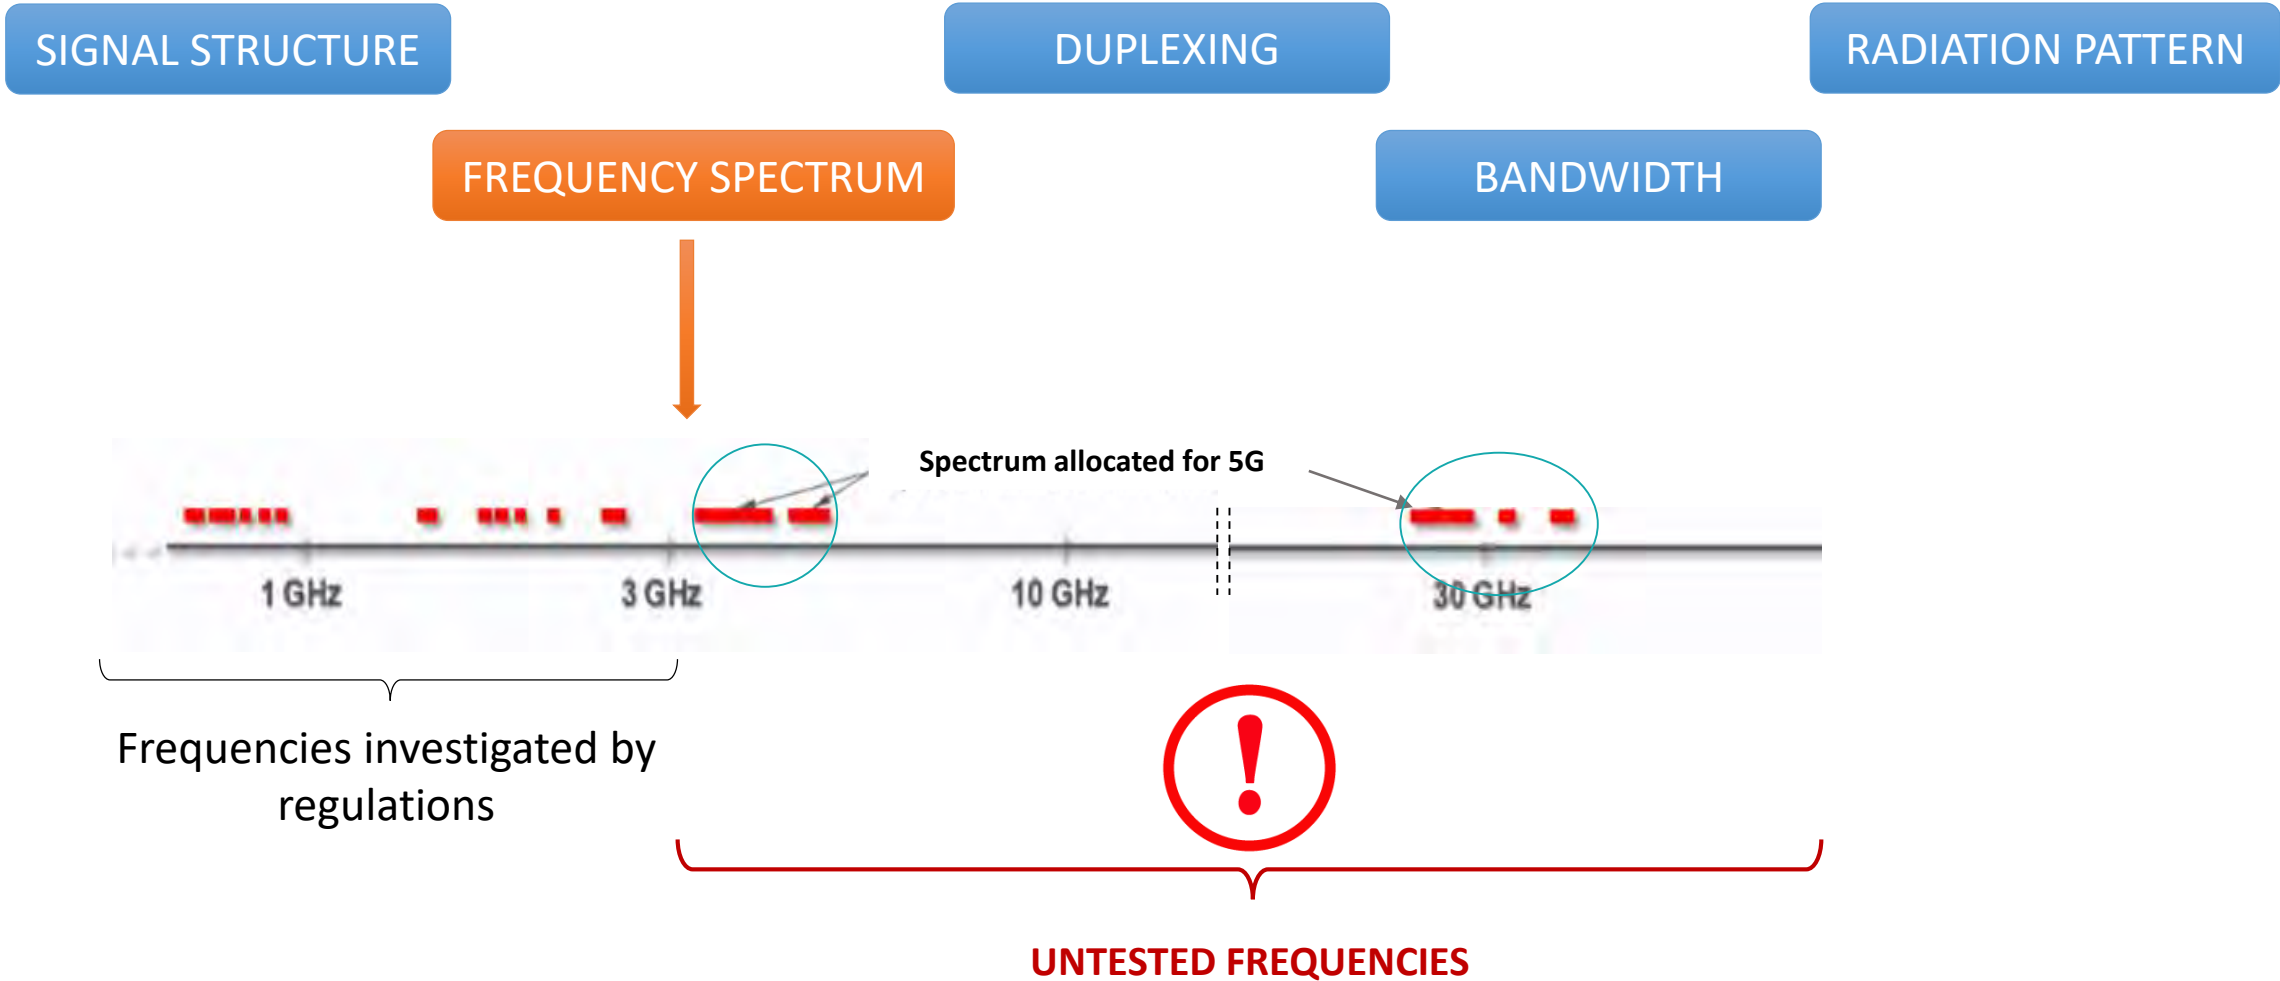 SIGNAL STRUCTURE
DUPLEXING
RADIATION PATTERN
FREQUENCY SPECTRUM
BANDWIDTH
Spectrum allocated for 5G
1 GHz
3 GHz
10 GHz
30 GHz
Frequencies investigated by
regulations
!
UNTESTED FREQUENCIES